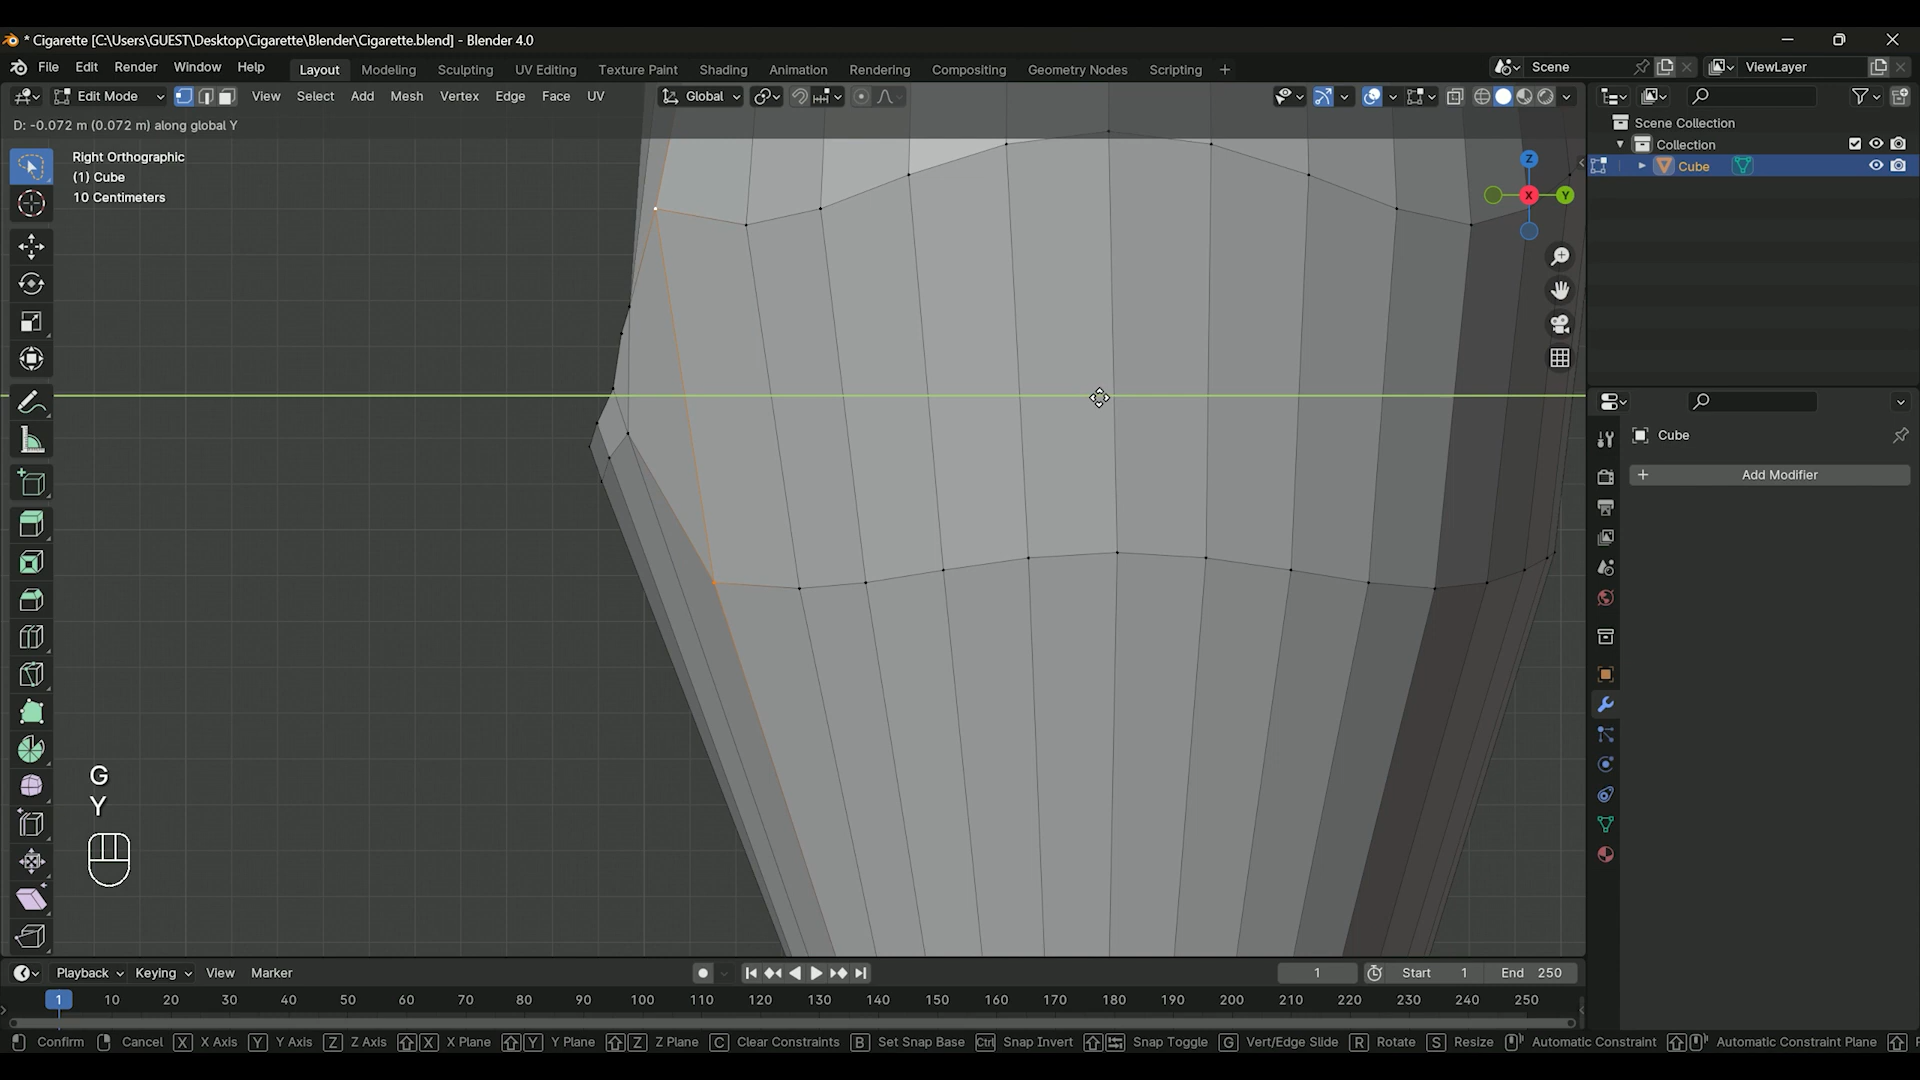 * Cigarette [C:\Users\GUEST\Desktop\Cigarette\Blender\Cigarette.blend] - Blender 4.0
File Edit Render Window Help Layout Modeling Sculpting UV Editing Texture Paint Shading Animation Rendering Compositing Geometry Nodes Scripting + Scene ViewLayer
Edit Mode View Select Add Mesh Vertex Edge Face UV Global
D: -0.072 m (0.072 m) along global Y
Right Orthographic
(1) Cube
10 Centimeters
Z
X
Y
Scene Collection
Collection
Cube
Cube
+ Add Modifier
G
Y
Playback Keying View Marker 1 Start 1 End 250
1 10 20 30 40 50 60 70 80 90 100 110 120 130 140 150 160 170 180 190 200 210 220 230 240 250
Confirm Cancel X X Axis Y Y Axis Z Z Axis X X Plane Y Y Plane Z Z Plane C Clear Constraints B Set Snap Base Ctrl Snap Invert Snap Toggle G Vert/Edge Slide R Rotate S Resize Automatic Constraint Automatic Constraint Plane